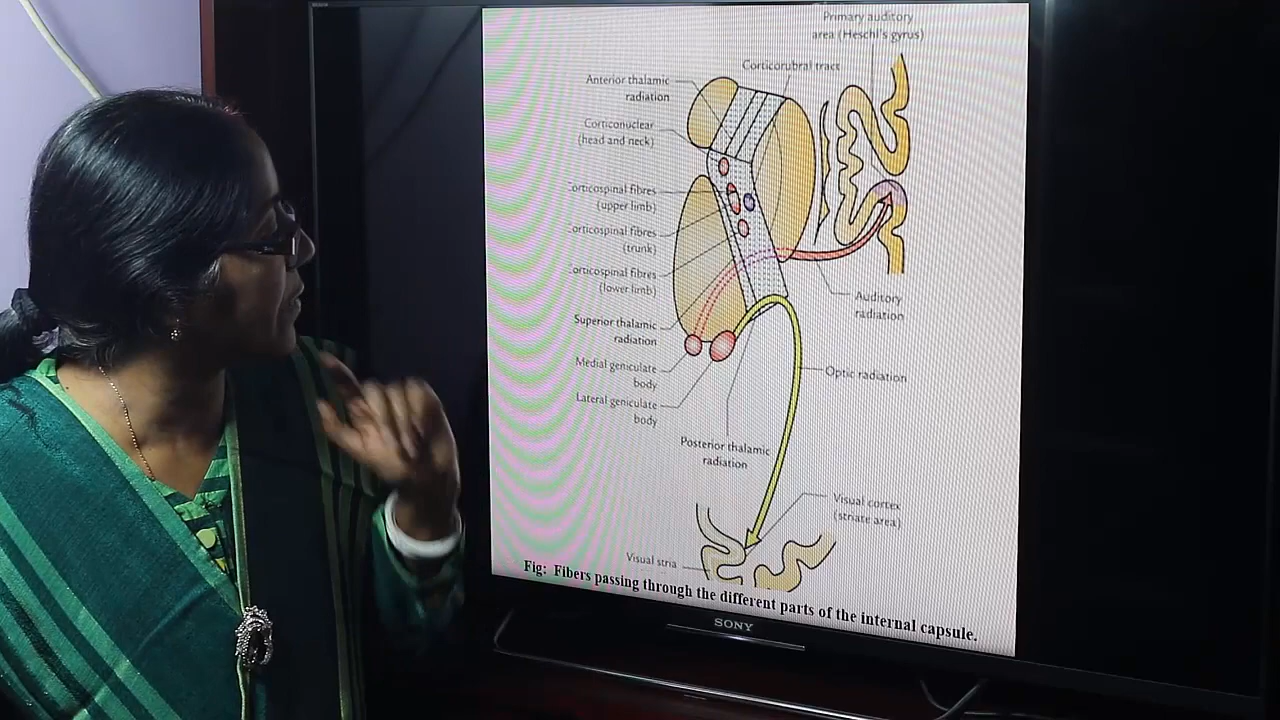 Primary auditory
area (Heschl's gyrus)
Corticorubral tract
Anterior thalamic
radiation
Corticonuclear
(head and neck)
orticospinal fibres
(upper limb)
orticospinal fibres
(trunk)
orticospinal fibres
(lower limb)
Superior thalamic
radiation
Medial geniculate
body
Lateral geniculate
body
Auditory
radiation
Optic radiation
Posterior thalamic
radiation
Visual cortex
(striate area)
Visual stria
Fig: Fibers passing through the different parts of the internal capsule.
SONY